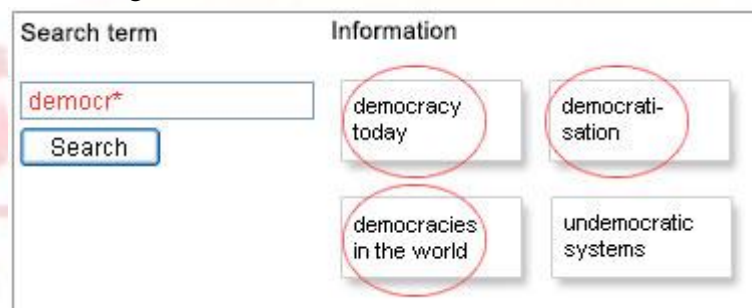 Search term
Information
democr*
Search
democracy
today
democrati-
sation
democracies
in the world
undemocratic
systems